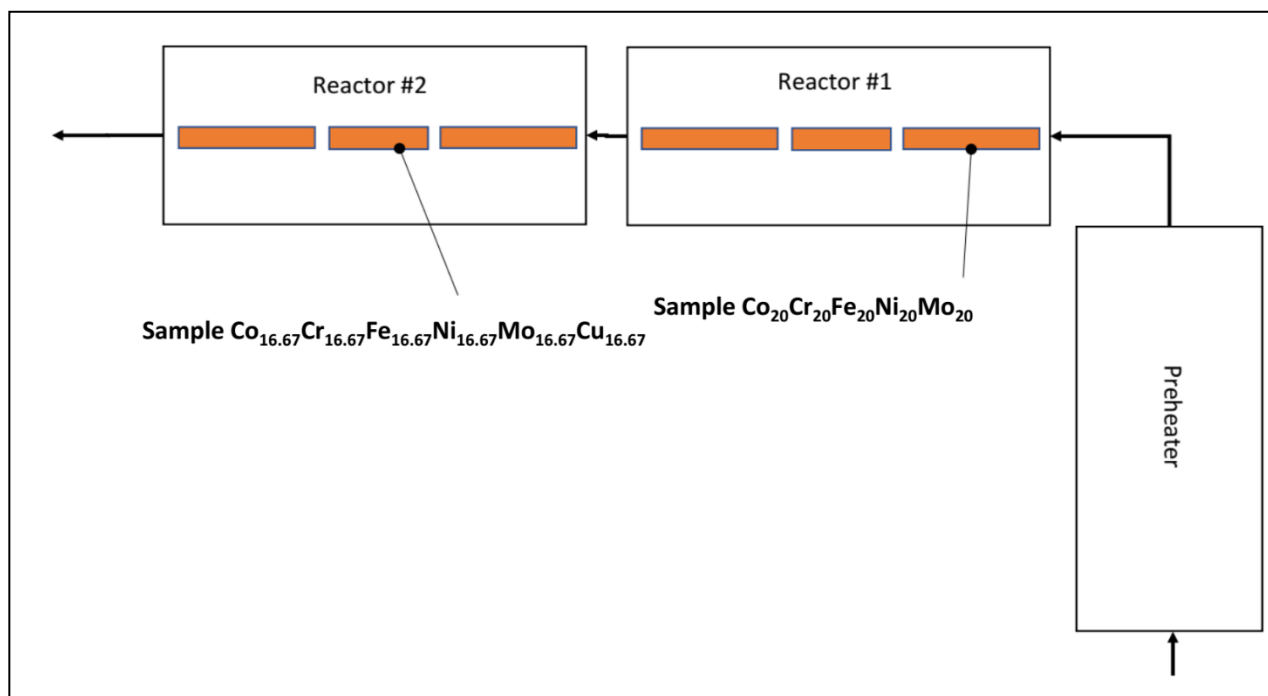 Reactor #2
Reactor #1
Sample Co₂₀Cr₂₀Fe₂₀Ni₂₀Mo₂₀
Sample Co₁₆.₆₇Cr₁₆.₆₇Fe₁₆.₆₇Ni₁₆.₆₇Mo₁₆.₆₇Cu₁₆.₆₇
Preheater